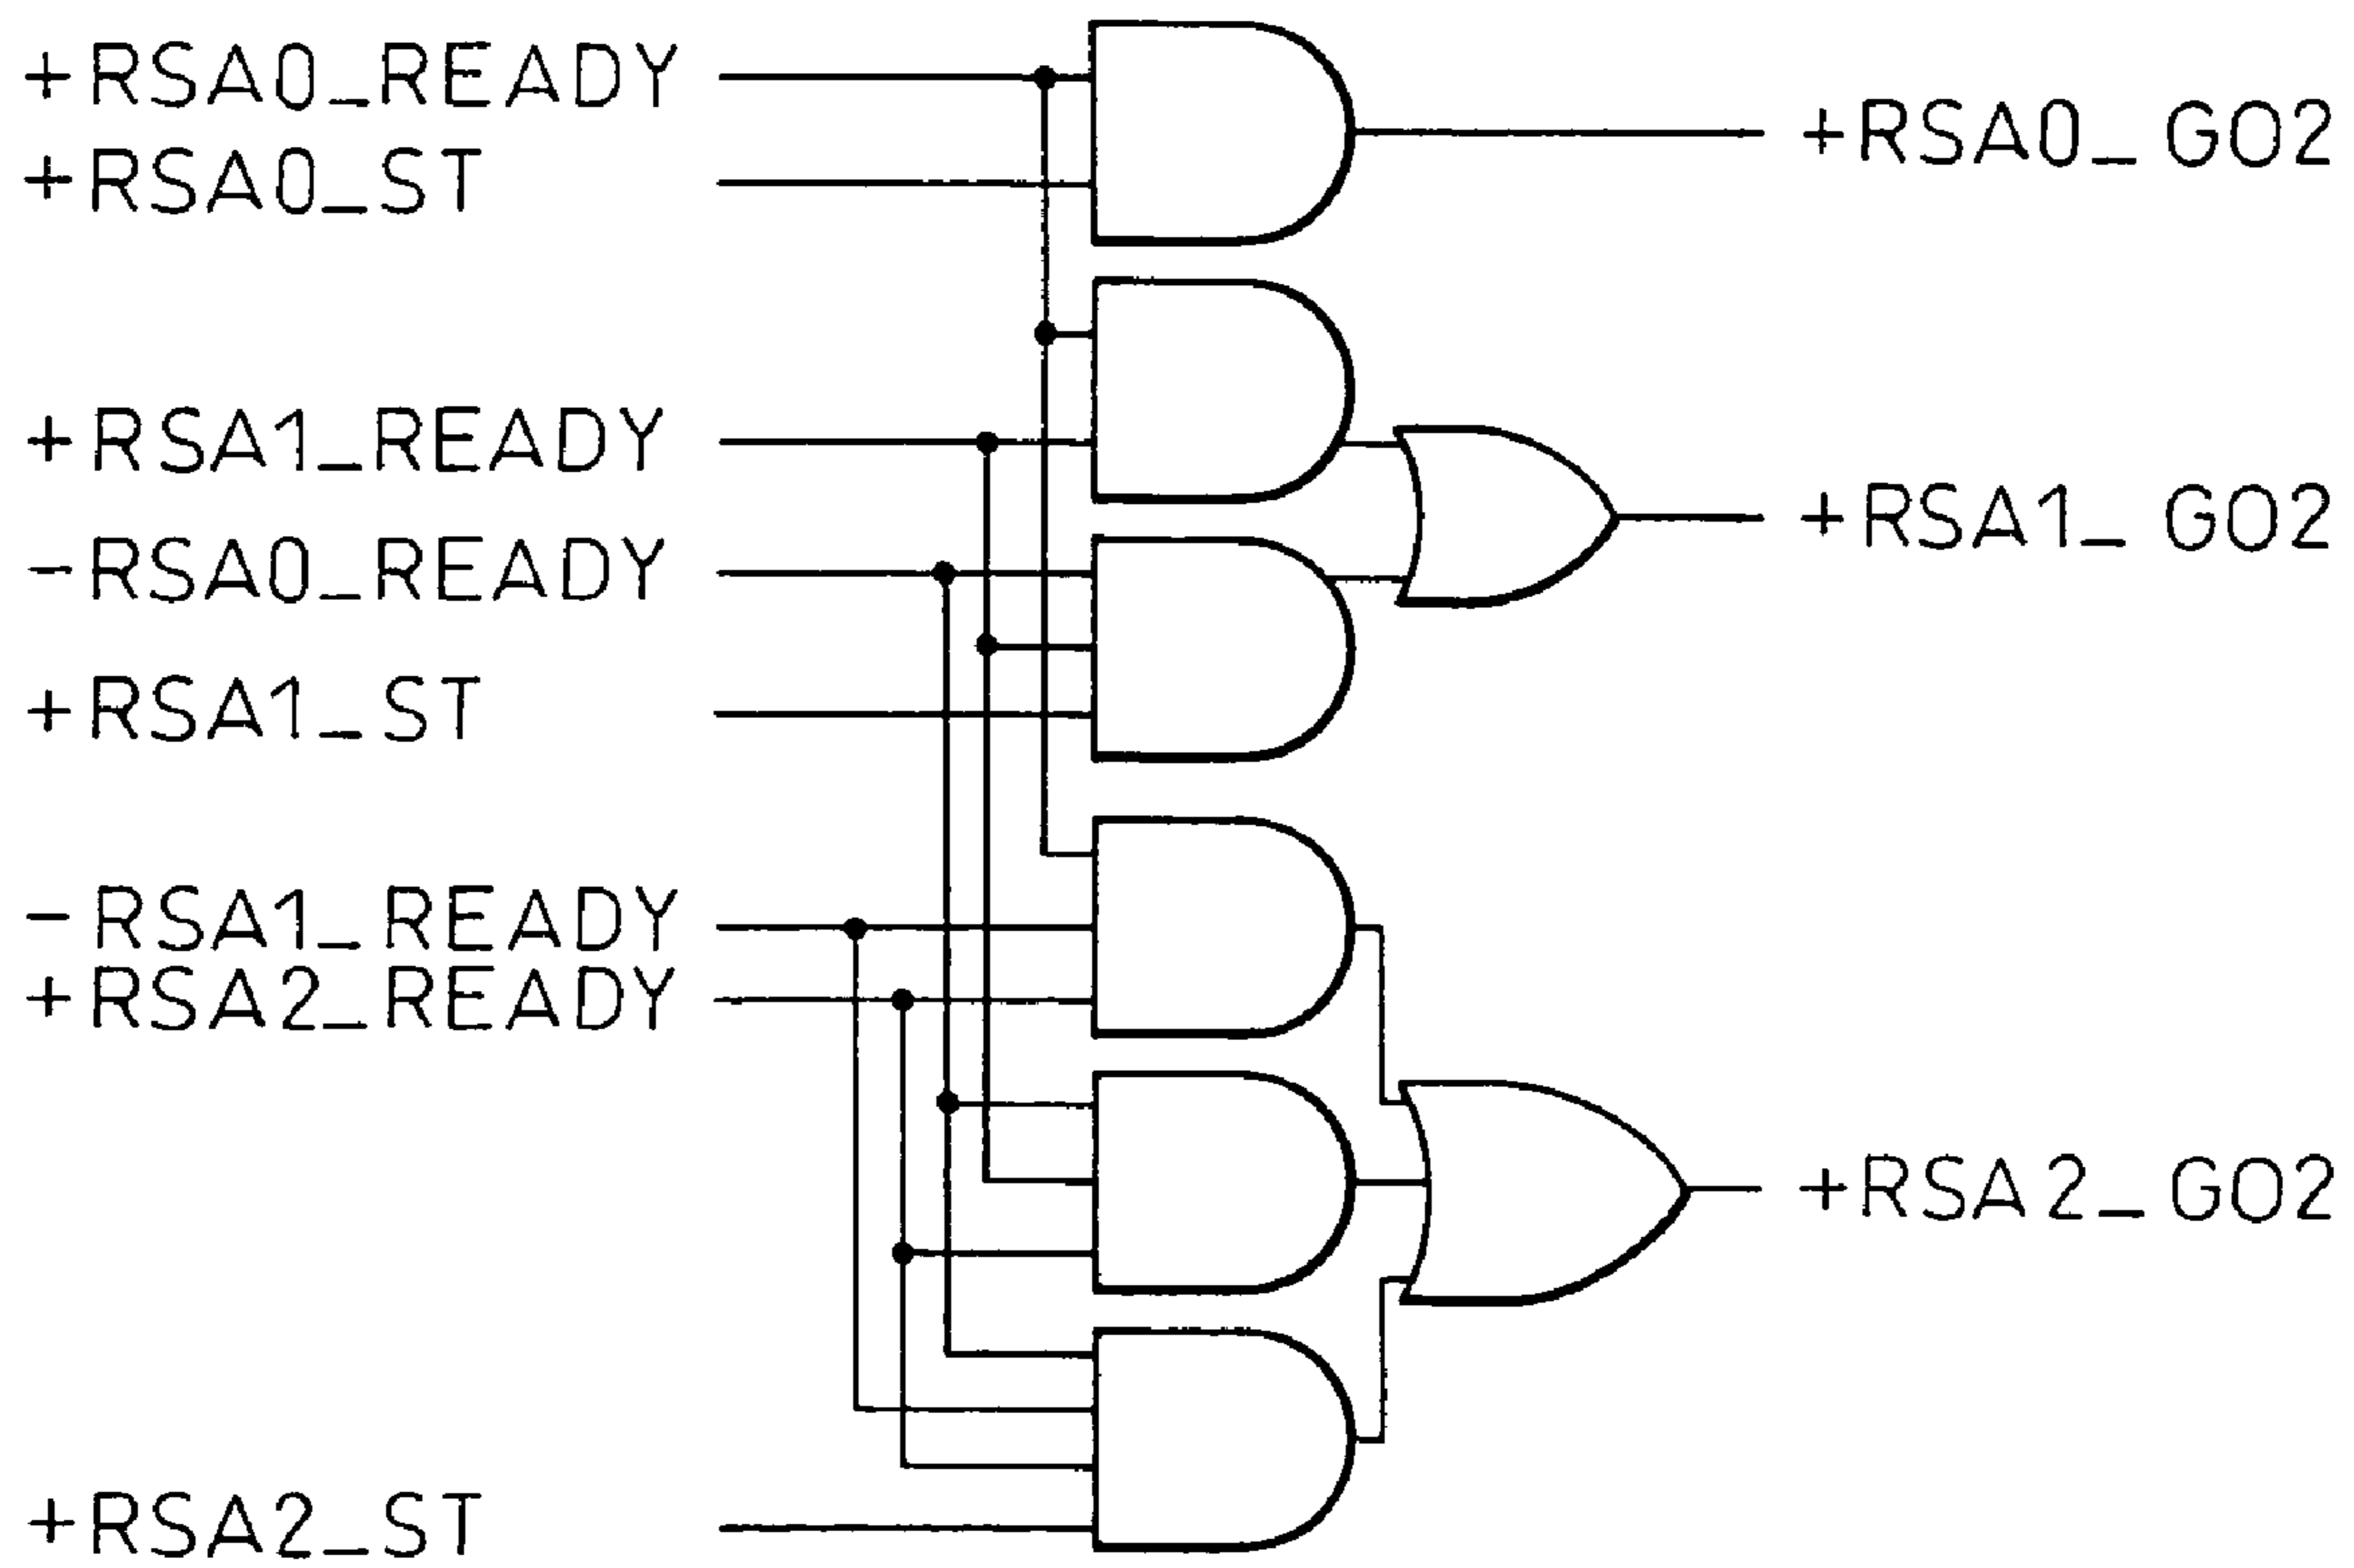 +RSA0_READY
+RSA0_GO2
+RSA0_ST
+RSA1_READY
+RSA1_GO2
-RSA0_READY
+RSA1_ST
-RSA1_READY
+RSA2_READY
+RSA2_GO2
+RSA2_ST